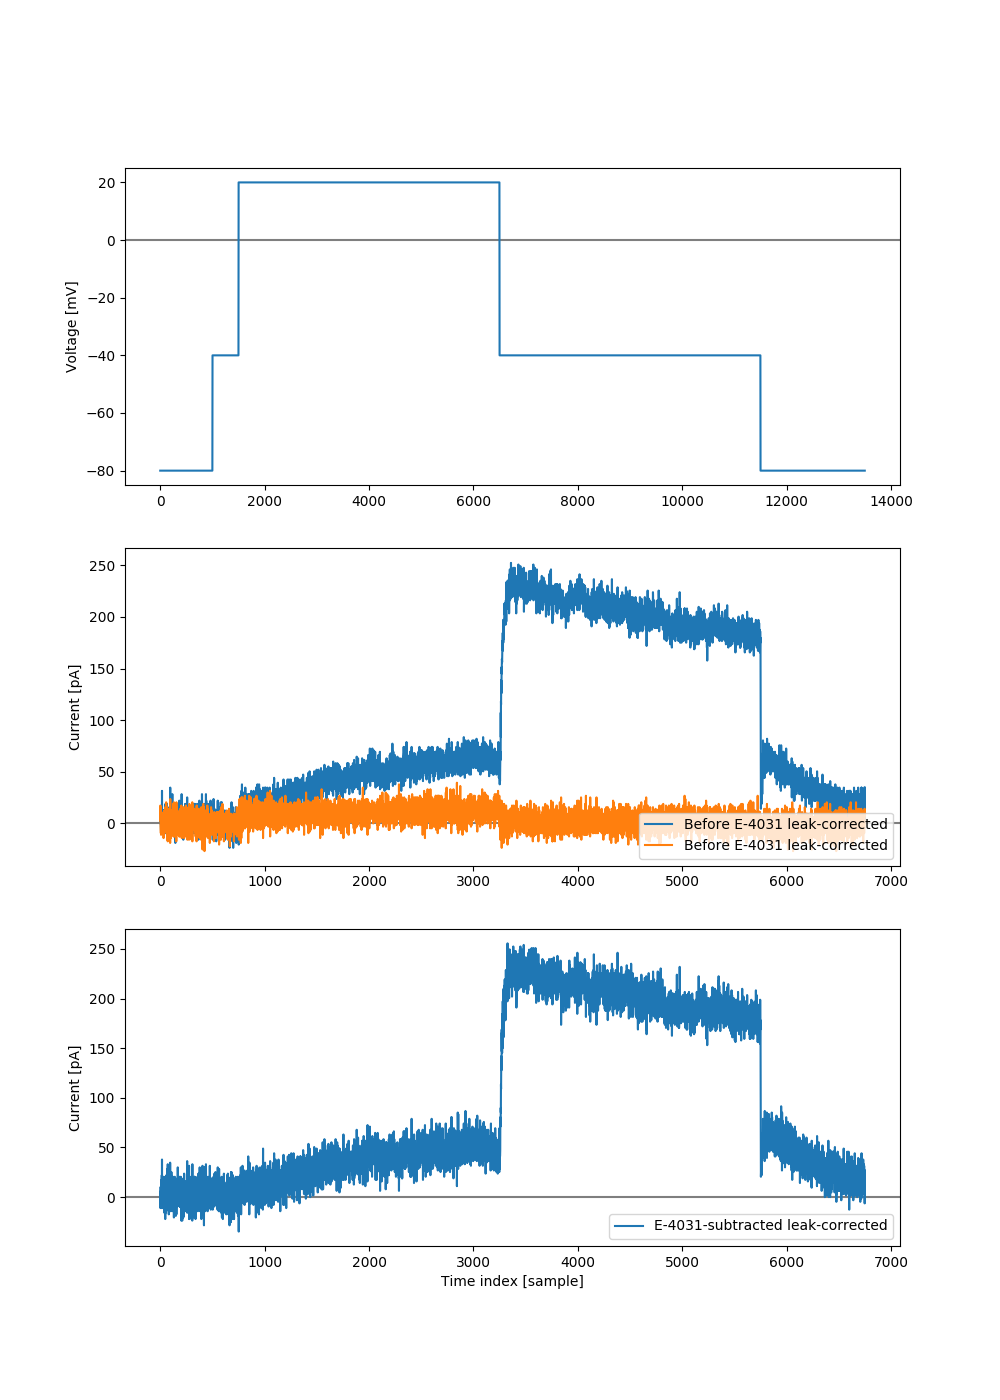 Voltage [mV]
20
0
−20
−40
−60
−80
0 2000 4000 6000 8000 10000 12000 14000
Current [pA]
250
200
150
100
50
0
Before E-4031 leak-corrected
Before E-4031 leak-corrected
0 1000 2000 3000 4000 5000 6000 7000
Current [pA]
250
200
150
100
50
0
E-4031-subtracted leak-corrected
0 1000 2000 3000 4000 5000 6000 7000
Time index [sample]